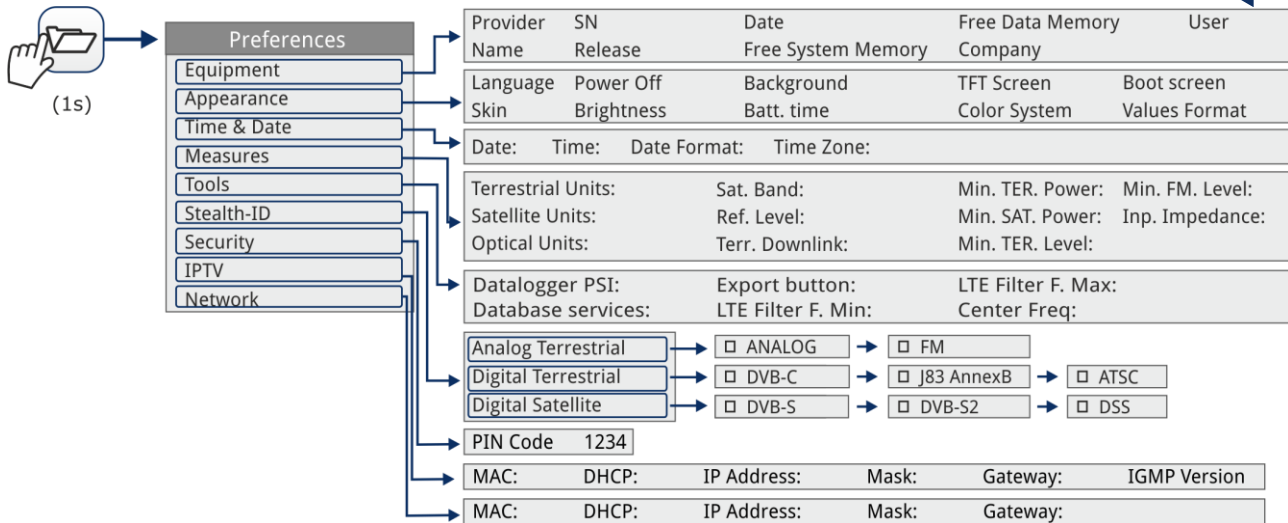 Preferences
(1s)
Equipment
Appearance
Time & Date
Measures
Tools
Stealth-ID
Security
IPTV
Network
Provider SN Date Free Data Memory User
Name Release Free System Memory Company
Language Power Off Background TFT Screen Boot screen
Skin Brightness Batt. time Color System Values Format
Date: Time: Date Format: Time Zone:
Terrestrial Units: Sat. Band: Min. TER. Power: Min. FM. Level:
Satellite Units: Ref. Level: Min. SAT. Power: Inp. Impedance:
Optical Units: Terr. Downlink: Min. TER. Level:
Datalogger PSI: Export button: LTE Filter F. Max:
Database services: LTE Filter F. Min: Center Freq:
Analog Terrestrial ANALOG FM
Digital Terrestrial DVB-C J83 AnnexB ATSC
Digital Satellite DVB-S DVB-S2 DSS
PIN Code 1234
MAC: DHCP: IP Address: Mask: Gateway: IGMP Version
MAC: DHCP: IP Address: Mask: Gateway: